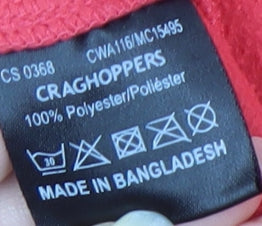 CS 0368 CWA116/MC15495
CRAGHOPPERS
100% Polyester/Poliéster
30
MADE IN BANGLADESH